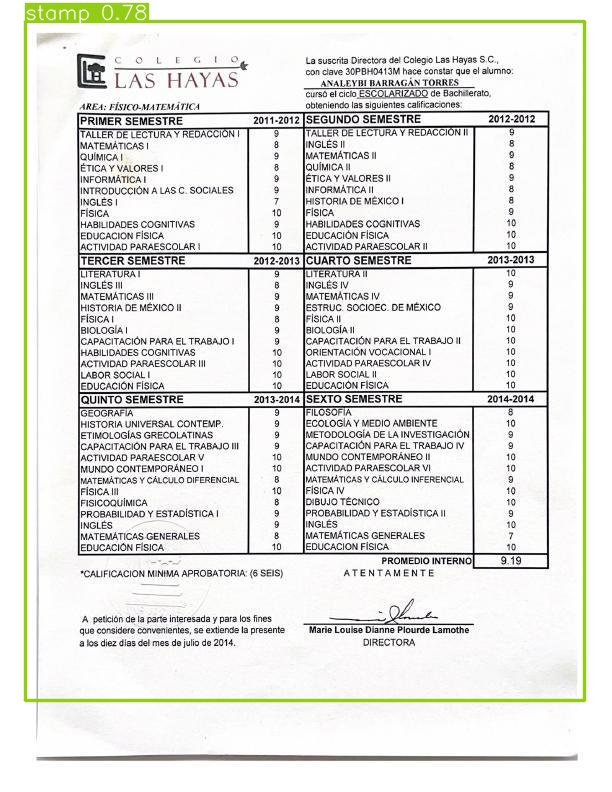 stamp 0.78
COLEGIO
LAS HAYAS
La suscrita Directora del Colegio Las Hayas S.C.,
con clave 30PBH0413M hace constar que el alumno:
ANALEYBI BARRAGÁN TORRES
cursó el ciclo ESCOLARIZADO de Bachillerato,
obteniendo las siguientes calificaciones:
AREA: FÍSICO-MATEMÁTICA
PRIMER SEMESTRE 2011-2012 SEGUNDO SEMESTRE 2012-2012
TALLER DE LECTURA Y REDACCIÓN I 9 TALLER DE LECTURA Y REDACCIÓN II 9
MATEMÁTICAS I 8 INGLÉS II 8
QUÍMICA I 9 MATEMÁTICAS II 9
ÉTICA Y VALORES I 8 QUÍMICA II 8
INFORMÁTICA I 9 ÉTICA Y VALORES II 9
INTRODUCCIÓN A LAS C. SOCIALES 9 INFORMÁTICA II 8
INGLÉS I 7 HISTORIA DE MÉXICO I 8
FÍSICA 10 FÍSICA 9
HABILIDADES COGNITIVAS 9 HABILIDADES COGNITIVAS 10
EDUCACION FÍSICA 10 EDUCACIÓN FÍSICA 10
ACTIVIDAD PARAESCOLAR I 10 ACTIVIDAD PARAESCOLAR II 10
TERCER SEMESTRE 2012-2013 CUARTO SEMESTRE 2013-2013
LITERATURA I 9 LITERATURA II 10
INGLÉS III 8 INGLÉS IV 9
MATEMÁTICAS III 9 MATEMÁTICAS IV 9
HISTORIA DE MÉXICO II 9 ESTRUC. SOCIOEC. DE MÉXICO 9
FÍSICA I 8 FÍSICA II 10
BIOLOGÍA I 9 BIOLOGÍA II 10
CAPACITACIÓN PARA EL TRABAJO I 9 CAPACITACIÓN PARA EL TRABAJO II 10
HABILIDADES COGNITIVAS 10 ORIENTACIÓN VOCACIONAL I 10
ACTIVIDAD PARAESCOLAR III 10 ACTIVIDAD PARAESCOLAR IV 10
LABOR SOCIAL I 10 LABOR SOCIAL II 10
EDUCACIÓN FÍSICA 10 EDUCACIÓN FÍSICA 10
QUINTO SEMESTRE 2013-2014 SEXTO SEMESTRE 2014-2014
GEOGRAFÍA 9 FILOSOFÍA 8
HISTORIA UNIVERSAL CONTEMP. 9 ECOLOGÍA Y MEDIO AMBIENTE 10
ETIMOLOGÍAS GRECOLATINAS 9 METODOLOGÍA DE LA INVESTIGACIÓN 9
CAPACITACIÓN PARA EL TRABAJO III 9 CAPACITACIÓN PARA EL TRABAJO IV 9
ACTIVIDAD PARAESCOLAR V 10 MUNDO CONTEMPORÁNEO II 10
MUNDO CONTEMPORÁNEO I 10 ACTIVIDAD PARAESCOLAR VI 10
MATEMÁTICAS Y CÁLCULO DIFERENCIAL 8 MATEMÁTICAS Y CÁLCULO INFERENCIAL 9
FÍSICA III 10 FÍSICA IV 10
FISICOQUÍMICA 8 DIBUJO TÉCNICO 10
PROBABILIDAD Y ESTADÍSTICA I 9 PROBABILIDAD Y ESTADÍSTICA II 9
INGLÉS 9 INGLÉS 10
MATEMÁTICAS GENERALES 8 MATEMÁTICAS GENERALES 7
EDUCACIÓN FÍSICA 10 EDUCACION FÍSICA 10
PROMEDIO INTERNO 9.19
*CALIFICACION MINIMA APROBATORIA: (6 SEIS) ATENTAMENTE
A petición de la parte interesada y para los fines
que considere convenientes, se extiende la presente
a los diez días del mes de julio de 2014.
Marie Louise Dianne Plourde Lamothe
DIRECTORA